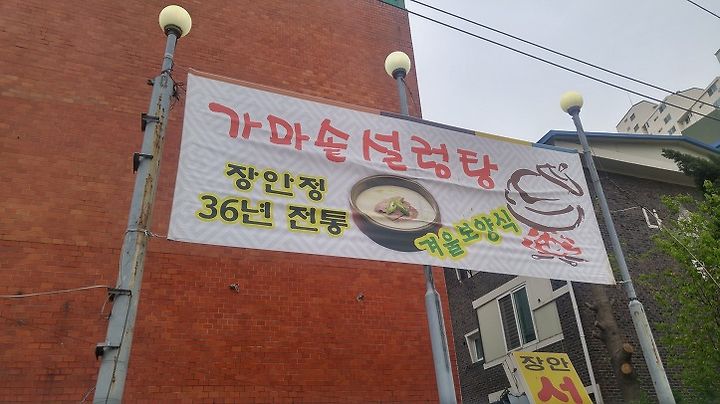 가마솥설렁탕
장안정
36년 전통
겨울보양식
장안
설